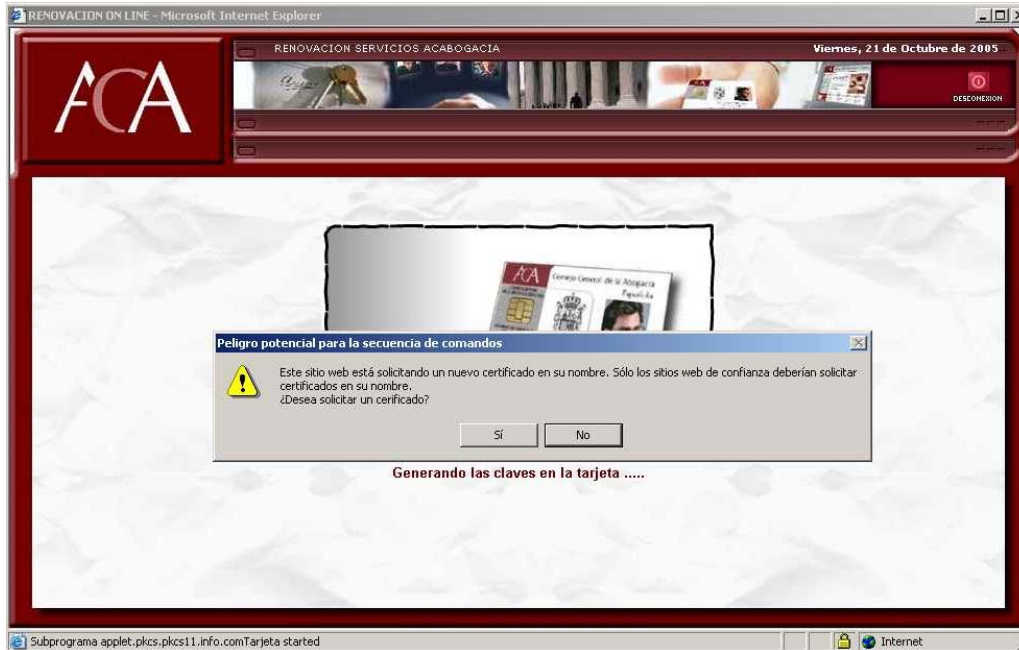 RENOVACION ON LINE - Microsoft Internet Explorer
ACA
RENOVACION SERVICIOS ACABOGACIA
Viernes, 21 de Octubre de 2005
DESCONEXION
ACA
Consejo General de la Abogacía
Española
Peligro potencial para la secuencia de comandos
Este sitio web está solicitando un nuevo certificado en su nombre. Sólo los sitios web de confianza deberían solicitar
certificados en su nombre.
¿Desea solicitar un cerificado?
Sí
No
Generando las claves en la tarjeta .....
Subprograma applet.pkcs.pkcs11.info.comTarjeta started
Internet